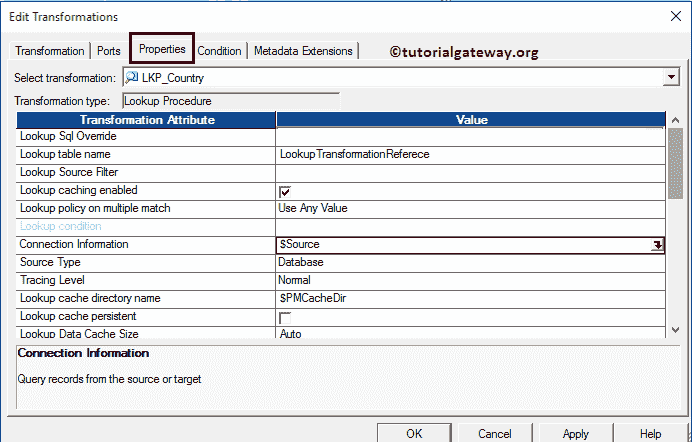 Edit Transformations
Transformation Ports Properties Condition Metadata Extensions ©tutorialgateway.org
Select transformation: LKP_Country
Transformation type: Lookup Procedure
Transformation Attribute Value
Lookup Sql Override
Lookup table name LookupTransformationReferece
Lookup Source Filter
Lookup caching enabled
Lookup policy on multiple match Use Any Value
Lookup condition
Connection Information $Source
Source Type Database
Tracing Level Normal
Lookup cache directory name $PMCacheDir
Lookup cache persistent
Lookup Data Cache Size Auto
Connection Information
Query records from the source or target
OK Cancel Apply Help